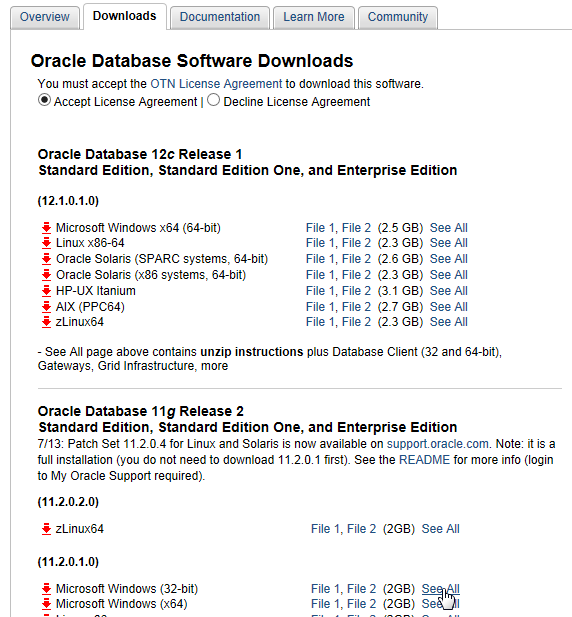 Overview Downloads Documentation Learn More Community
Oracle Database Software Downloads
You must accept the OTN License Agreement to download this software.
Accept License Agreement | Decline License Agreement
Oracle Database 12c Release 1
Standard Edition, Standard Edition One, and Enterprise Edition
(12.1.0.1.0)
Microsoft Windows x64 (64-bit) File 1, File 2 (2.5 GB) See All
Linux x86-64 File 1, File 2 (2.3 GB) See All
Oracle Solaris (SPARC systems, 64-bit) File 1, File 2 (2.6 GB) See All
Oracle Solaris (x86 systems, 64-bit) File 1, File 2 (2.3 GB) See All
HP-UX Itanium File 1, File 2 (3.1 GB) See All
AIX (PPC64) File 1, File 2 (2.7 GB) See All
zLinux64 File 1, File 2 (2.3 GB) See All
- See All page above contains unzip instructions plus Database Client (32 and 64-bit),
Gateways, Grid Infrastructure, more
Oracle Database 11g Release 2
Standard Edition, Standard Edition One, and Enterprise Edition
7/13: Patch Set 11.2.0.4 for Linux and Solaris is now available on support.oracle.com. Note: it is a
full installation (you do not need to download 11.2.0.1 first). See the README for more info (login
to My Oracle Support required).
(11.2.0.2.0)
zLinux64 File 1, File 2 (2GB) See All
(11.2.0.1.0)
Microsoft Windows (32-bit) File 1, File 2 (2GB) See All
Microsoft Windows (x64) File 1, File 2 (2GB) See All